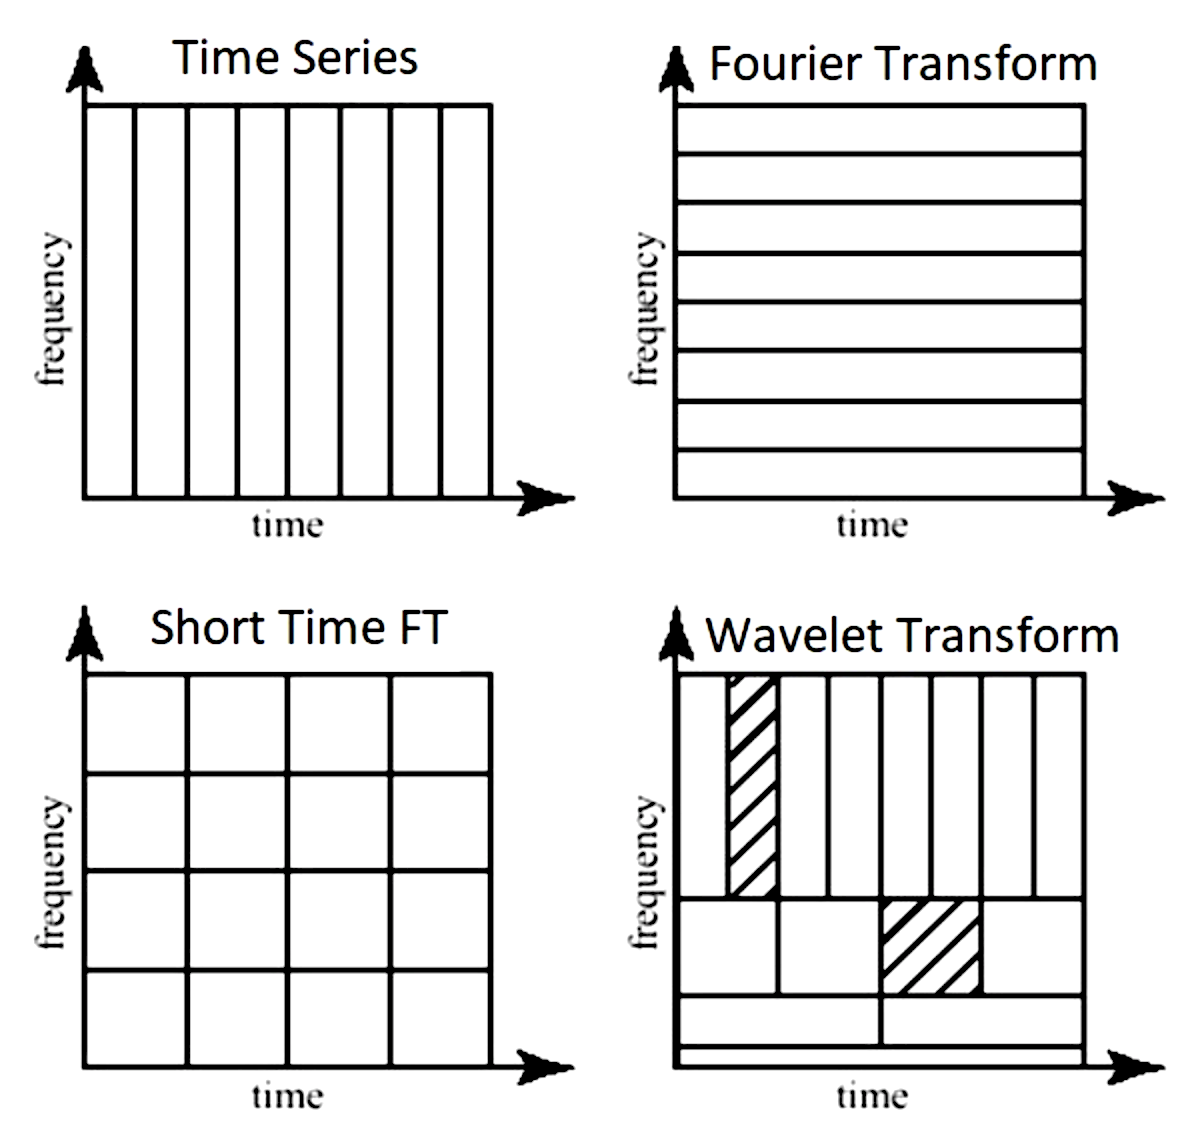 Time Series
frequency
time
Fourier Transform
frequency
time
Short Time FT
frequency
time
Wavelet Transform
frequency
time